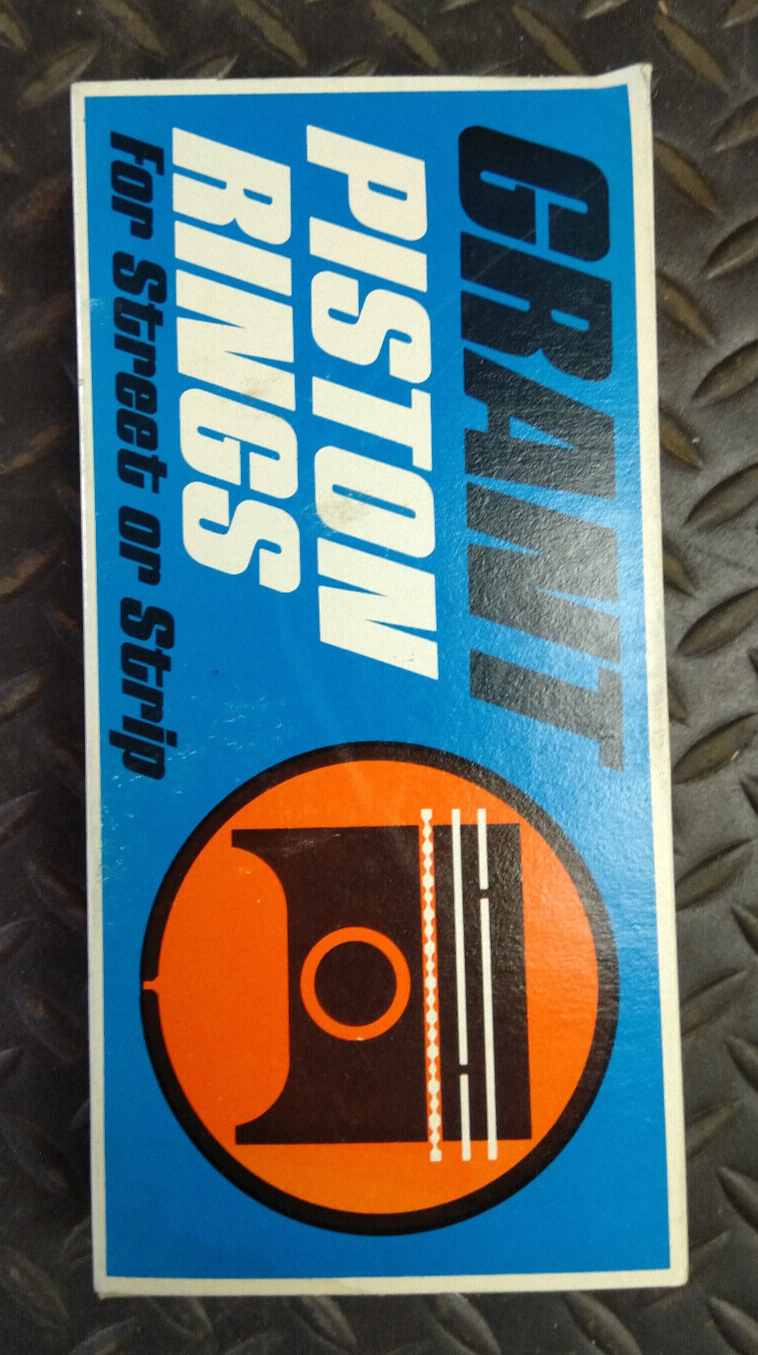 GRANT
PISTON
RINGS
For Street or Strip